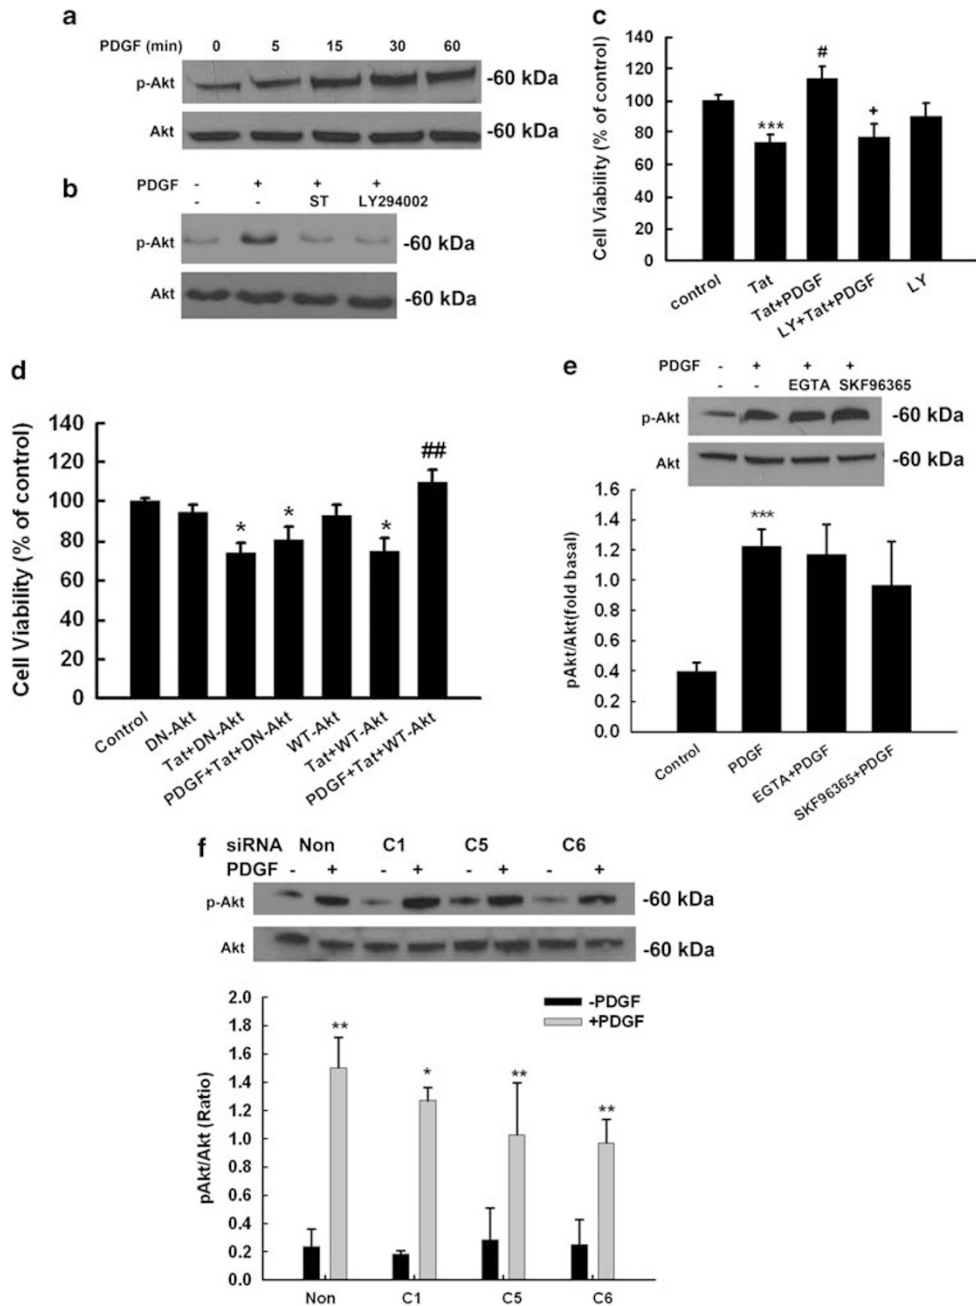 a
PDGF (min) 0 5 15 30 60
p-Akt -60 kDa
Akt -60 kDa
b
PDGF - + + +
- - ST LY294002
p-Akt -60 kDa
Akt -60 kDa
c
Cell Viability (% of control)
140
120
100
80
60
40
20
0
*** # +
control Tat Tat+PDGF LY+Tat+PDGF LY
d
Cell Viability (% of control)
140
120
100
80
60
40
20
0
* * * ##
Control DN-Akt Tat+DN-Akt PDGF+Tat+DN-Akt WT-Akt Tat+WT-Akt PDGF+Tat+WT-Akt
e
PDGF - + + +
- - EGTA SKF96365
p-Akt -60 kDa
Akt -60 kDa
pAkt/Akt(fold basal)
1.6
1.4
1.2
1.0
0.8
0.6
0.4
0.2
0.0
***
Control PDGF EGTA+PDGF SKF96365+PDGF
f
siRNA Non C1 C5 C6
PDGF - + - + - + - +
p-Akt -60 kDa
Akt -60 kDa
pAkt/Akt (Ratio)
2.0
1.8
1.6
1.4
1.2
1.0
0.8
0.6
0.4
0.2
0.0
-PDGF
+PDGF
** * ** **
Non C1 C5 C6